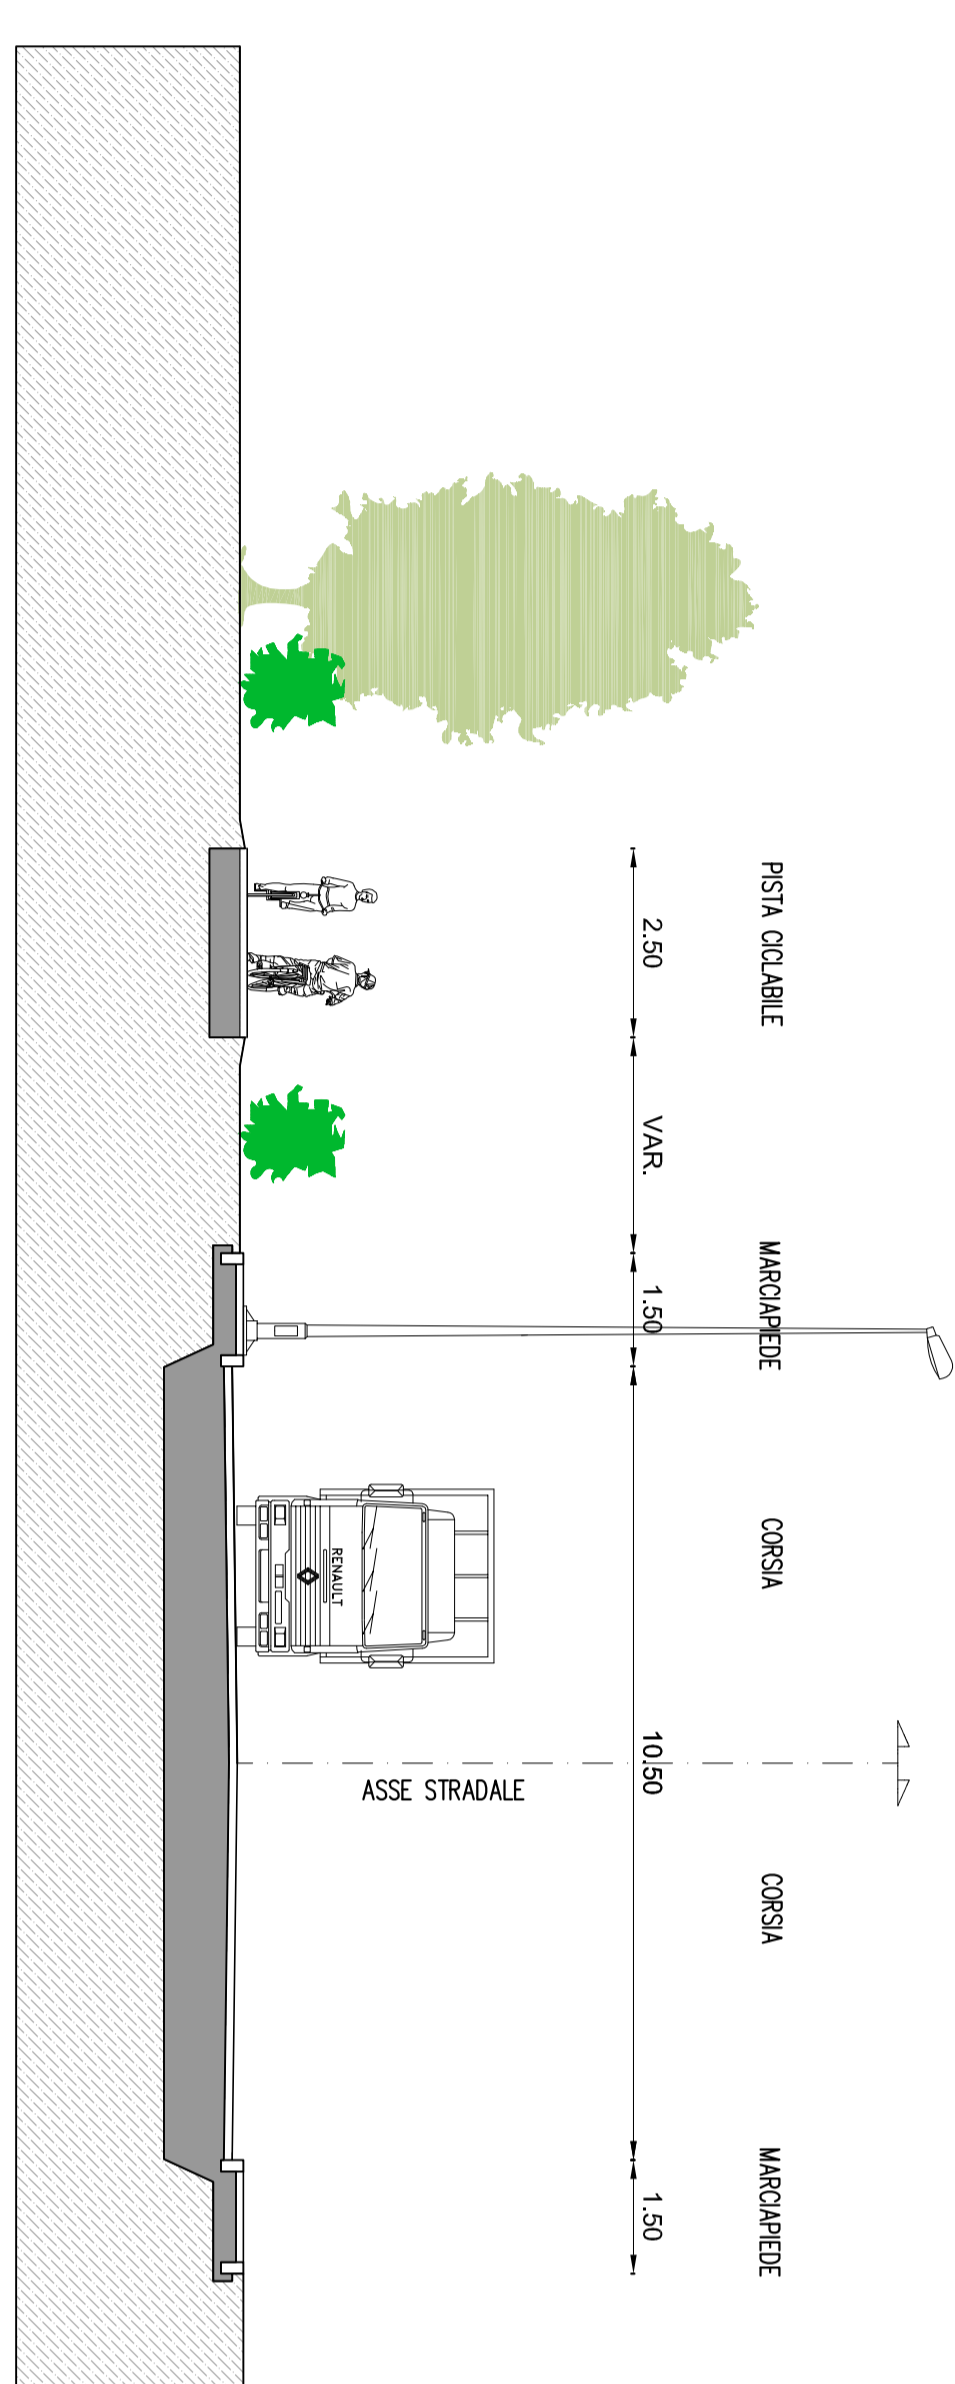 PISTA CICLABILE
MARCIAPIEDE
CORSIA
CORSIA
MARCIAPIEDE
2.50
VAR.
1.50
10.50
1.50
ASSE STRADALE
RENAULT